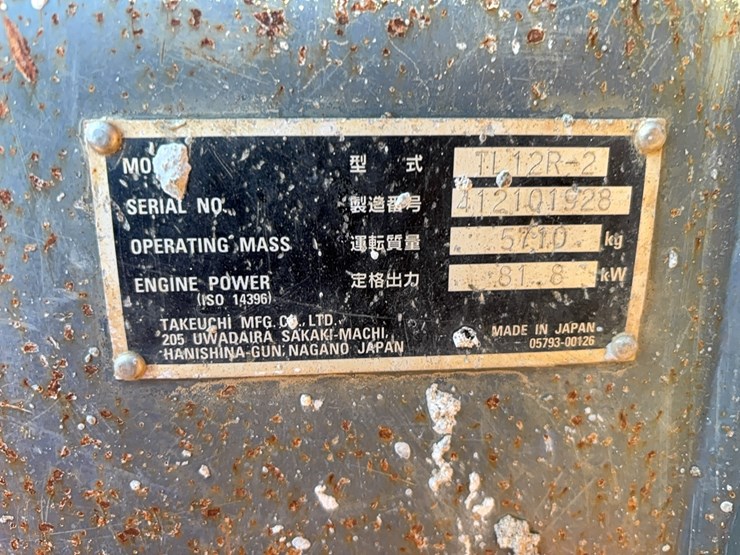 MO 型 式 TL12R-2
SERIAL NO. 製造番号 412101928
OPERATING MASS 運転質量 5710 kg
ENGINE POWER 定格出力 81.8 kW
(ISO 14396)
TAKEUCHI MFG. CO., LTD.
205 UWADAIRA SAKAKI-MACHI,
HANISHINA-GUN, NAGANO JAPAN
MADE IN JAPAN
05793-00126